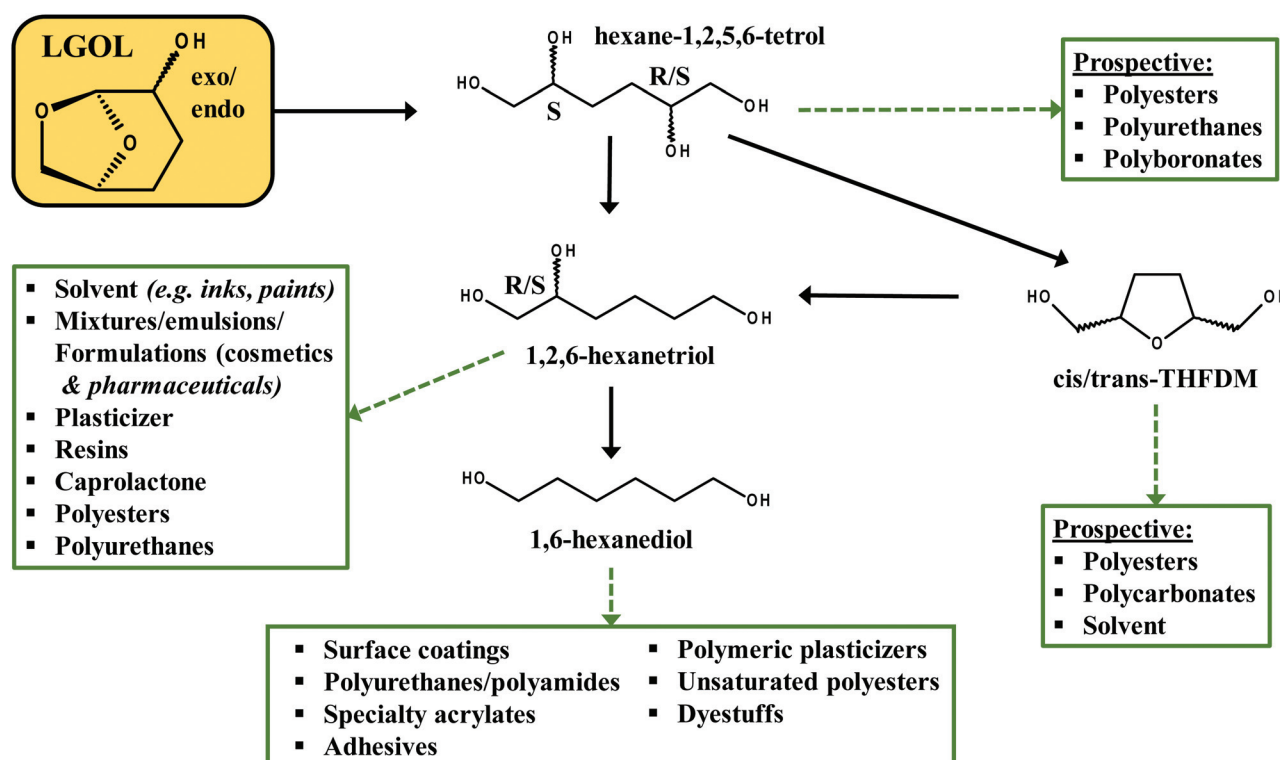 LGOL
OH
exo/
endo
O
O
OH
hexane-1,2,5,6-tetrol
HO
R/S
S
OH
OH
Prospective:
▪ Polyesters
▪ Polyurethanes
▪ Polyboronates
▪ Solvent (e.g. inks, paints)
▪ Mixtures/emulsions/
Formulations (cosmetics
& pharmaceuticals)
▪ Plasticizer
▪ Resins
▪ Caprolactone
▪ Polyesters
▪ Polyurethanes
OH
R/S
HO
OH
1,2,6-hexanetriol
HO
OH
O
cis/trans-THFDM
HO
OH
1,6-hexanediol
Prospective:
▪ Polyesters
▪ Polycarbonates
▪ Solvent
▪ Surface coatings
▪ Polyurethanes/polyamides
▪ Specialty acrylates
▪ Adhesives
▪ Polymeric plasticizers
▪ Unsaturated polyesters
▪ Dyestuffs